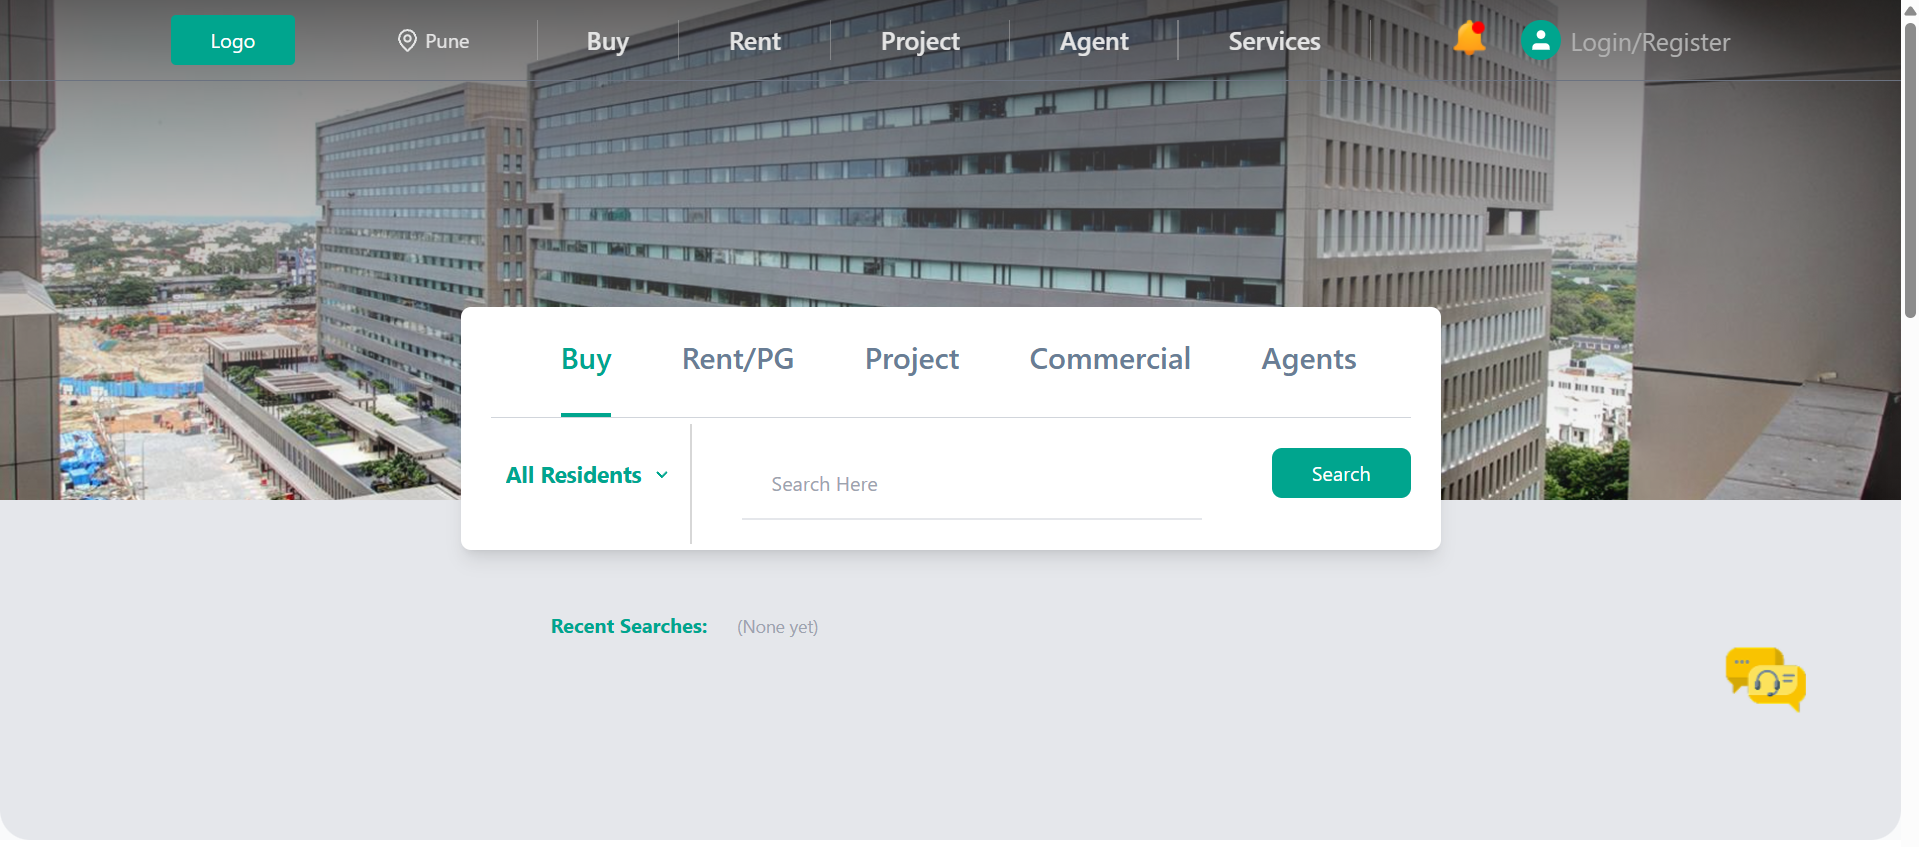 Logo
Pune
Buy
Rent
Project
Agent
Services
Login/Register
Buy
Rent/PG
Project
Commercial
Agents
All Residents
Search Here
Search
Recent Searches:
(None yet)